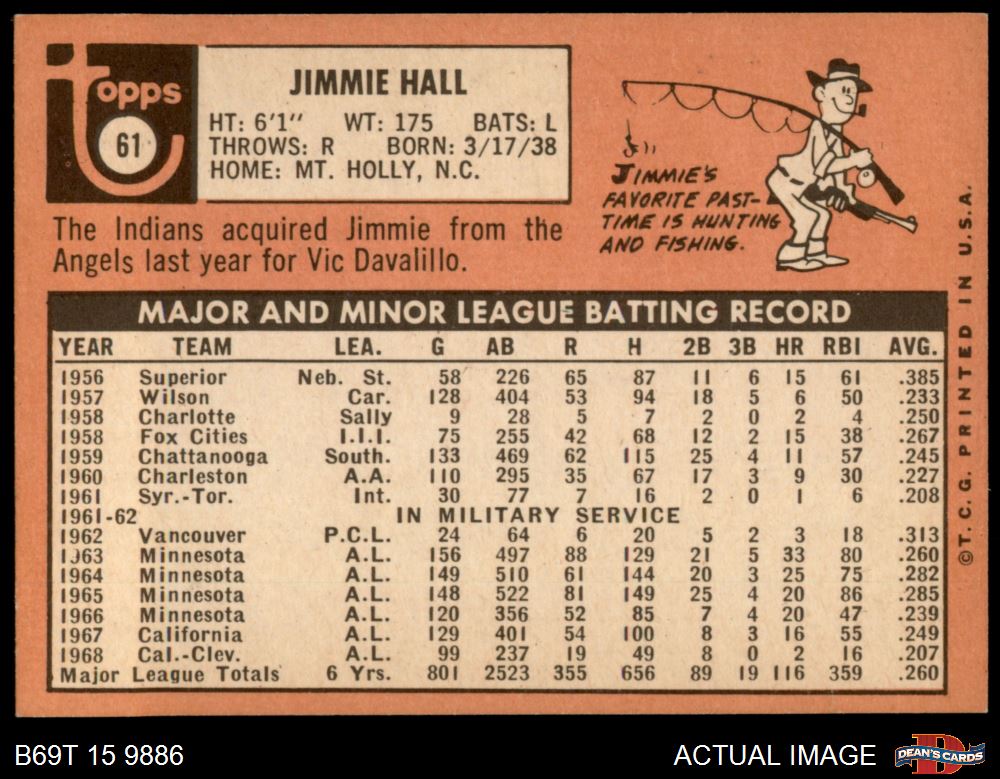 topps
61
JIMMIE HALL
HT: 6'1" WT: 175 BATS: L
THROWS: R BORN: 3/17/38
HOME: MT. HOLLY, N.C.
The Indians acquired Jimmie from the
Angels last year for Vic Davalillo.
JIMMIE'S
FAVORITE PAST-
TIME IS HUNTING
AND FISHING.
MAJOR AND MINOR LEAGUE BATTING RECORD
YEAR TEAM LEA. G AB R H 2B 3B HR RBI AVG.
1956 Superior Neb. St. 58 226 65 87 11 6 15 61 .385
1957 Wilson Car. 128 404 53 94 18 5 6 50 .233
1958 Charlotte Sally 9 28 5 7 2 0 2 4 .250
1958 Fox Cities I.I.I. 75 255 42 68 12 2 15 38 .267
1959 Chattanooga South. 133 469 62 115 25 4 11 57 .245
1960 Charleston A.A. 110 295 35 67 17 3 9 30 .227
1961 Syr.-Tor. Int. 30 77 7 16 2 0 1 6 .208
1961-62 IN MILITARY SERVICE
1962 Vancouver P.C.L. 24 64 6 20 5 2 3 18 .313
1963 Minnesota A.L. 156 497 88 129 21 5 33 80 .260
1964 Minnesota A.L. 149 510 61 144 20 3 25 75 .282
1965 Minnesota A.L. 148 522 81 149 25 4 20 86 .285
1966 Minnesota A.L. 120 356 52 85 7 4 20 47 .239
1967 California A.L. 129 401 54 100 8 3 16 55 .249
1968 Cal.-Clev. A.L. 99 237 19 49 8 0 2 16 .207
Major League Totals 6 Yrs. 801 2523 355 656 89 19 116 359 .260
©T.C.G. PRINTED IN U.S.A.
B69T 15 9886
ACTUAL IMAGE
DEAN'S CARDS